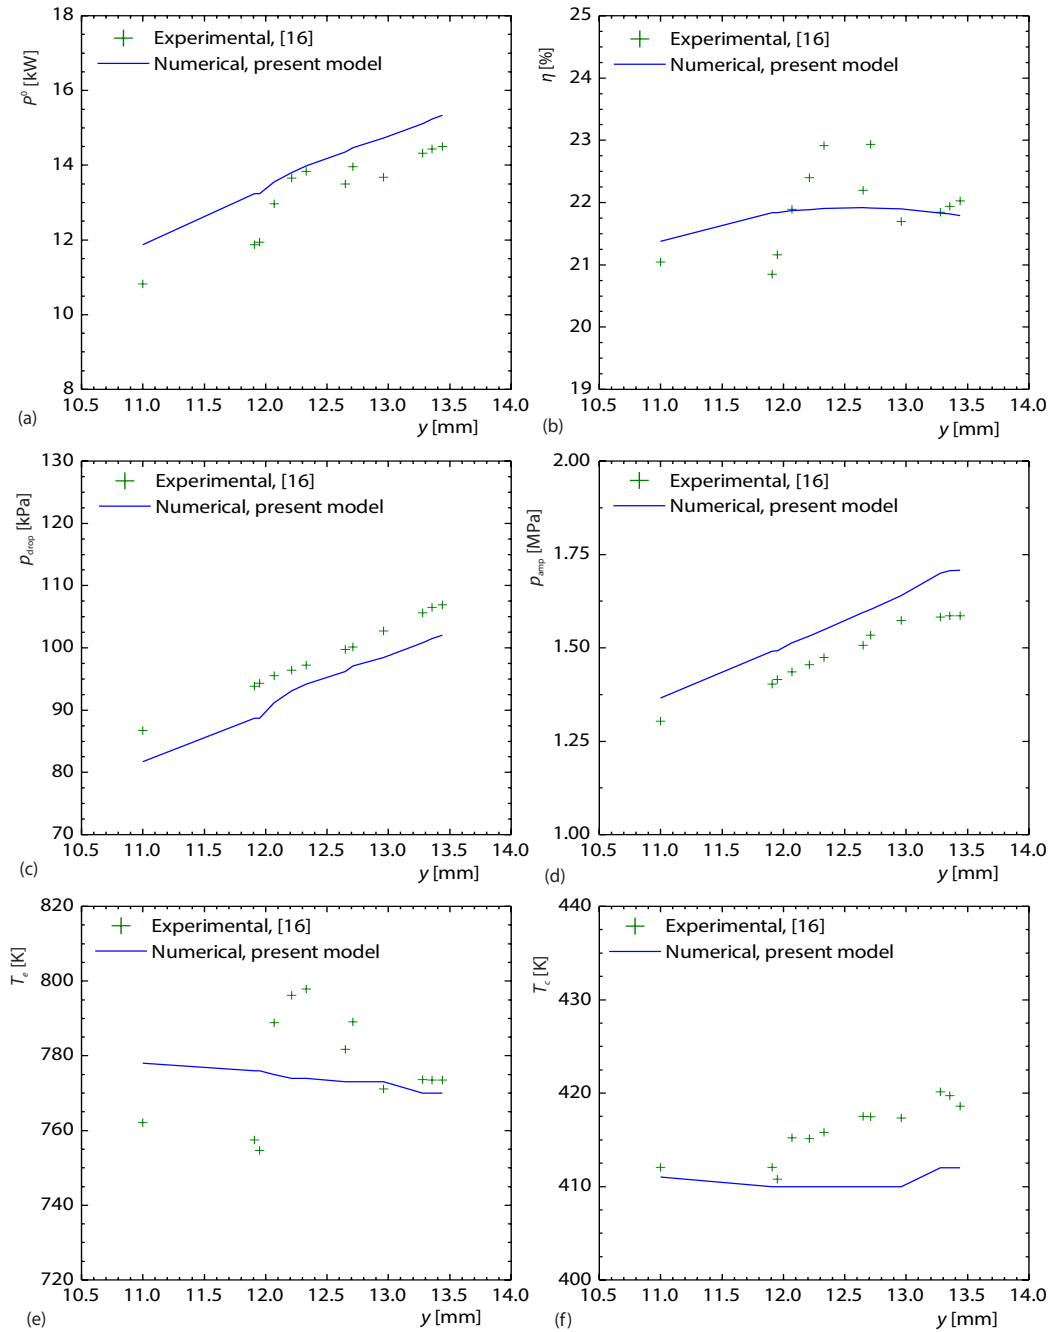 18
16
14
12
10
8
P⁰ [kW]
Experimental, [16]
Numerical, present model
10.5 11.0 11.5 12.0 12.5 13.0 13.5 14.0
(a)
y [mm]
25
24
23
22
21
20
19
η [%]
Experimental, [16]
Numerical, present model
10.5 11.0 11.5 12.0 12.5 13.0 13.5 14.0
(b)
y [mm]
130
120
110
100
90
80
70
p_drop [kPa]
Experimental, [16]
Numerical, present model
10.5 11.0 11.5 12.0 12.5 13.0 13.5 14.0
(c)
y [mm]
2.00
1.75
1.50
1.25
1.00
p_amp [MPa]
Experimental, [16]
Numerical, present model
10.5 11.0 11.5 12.0 12.5 13.0 13.5 14.0
(d)
y [mm]
820
800
780
760
740
720
T_e [K]
Experimental, [16]
Numerical, present model
10.5 11.0 11.5 12.0 12.5 13.0 13.5 14.0
(e)
y [mm]
440
430
420
410
400
T_c [K]
Experimental, [16]
Numerical, present model
10.5 11.0 11.5 12.0 12.5 13.0 13.5 14.0
(f)
y [mm]